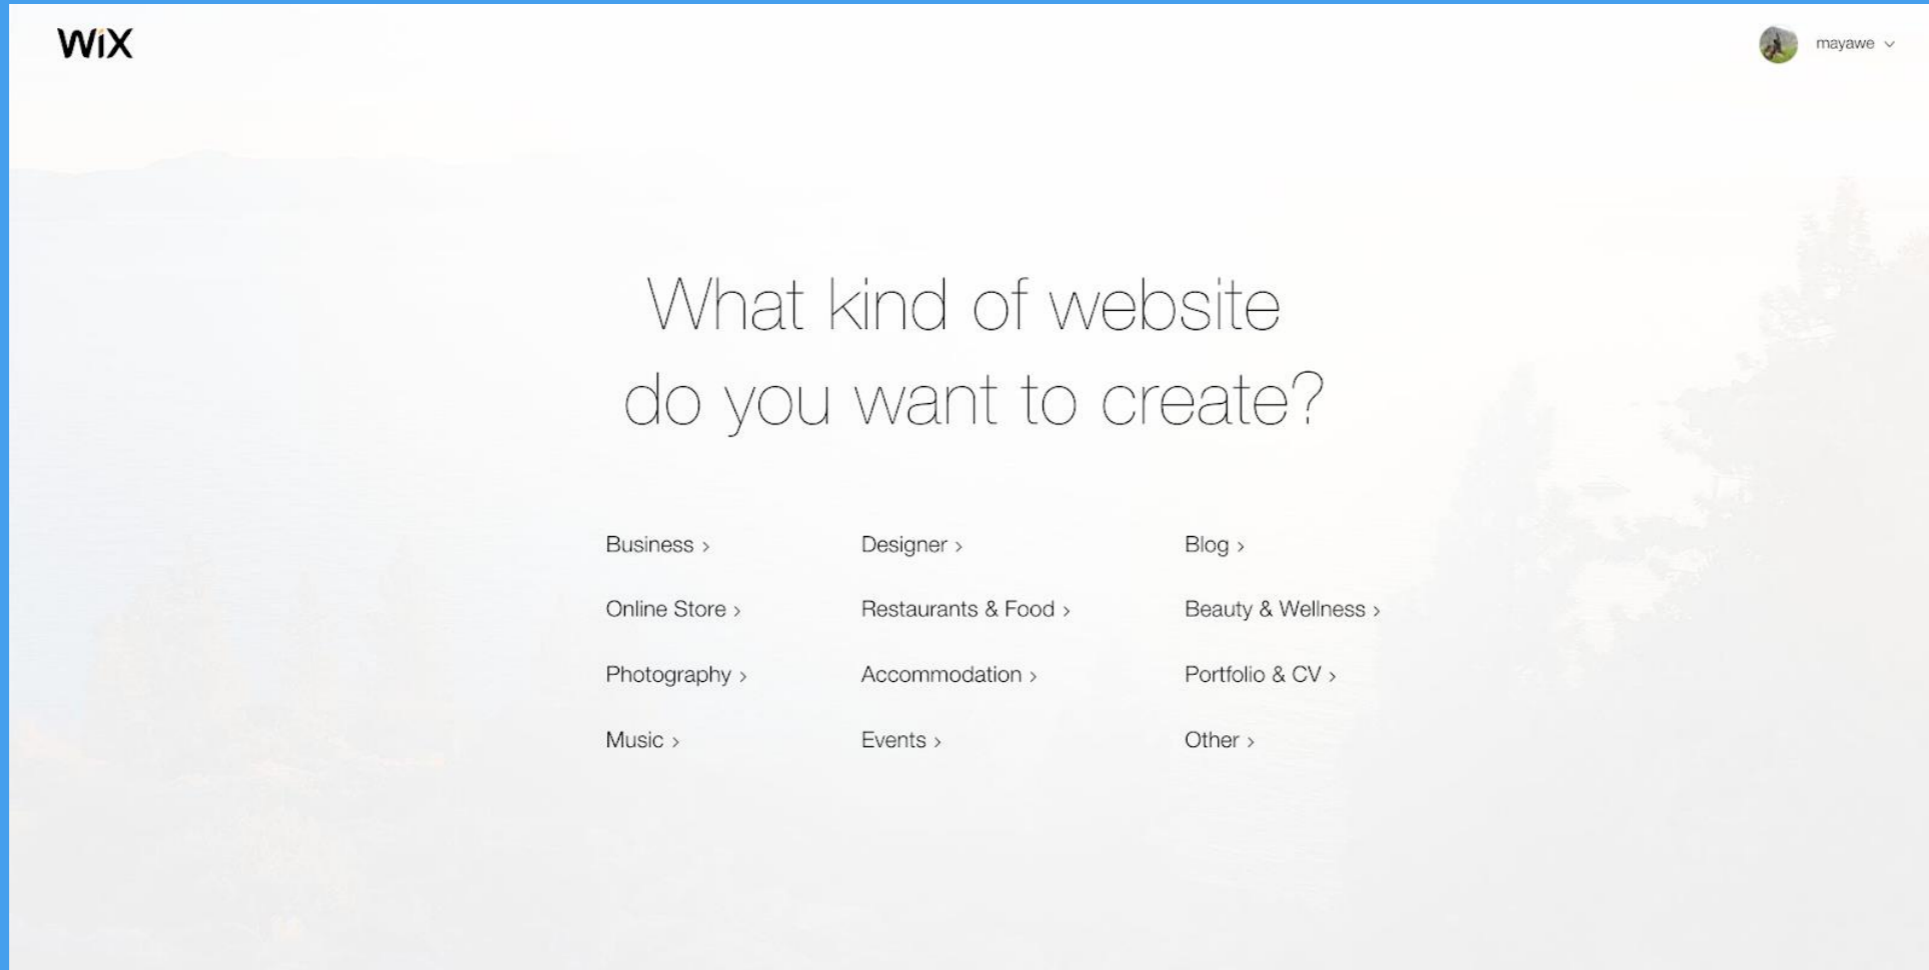 WiX
mayawe
What kind of website
do you want to create?
Business >
Designer >
Blog >
Online Store >
Restaurants & Food >
Beauty & Wellness >
Photography >
Accommodation >
Portfolio & CV >
Music >
Events >
Other >